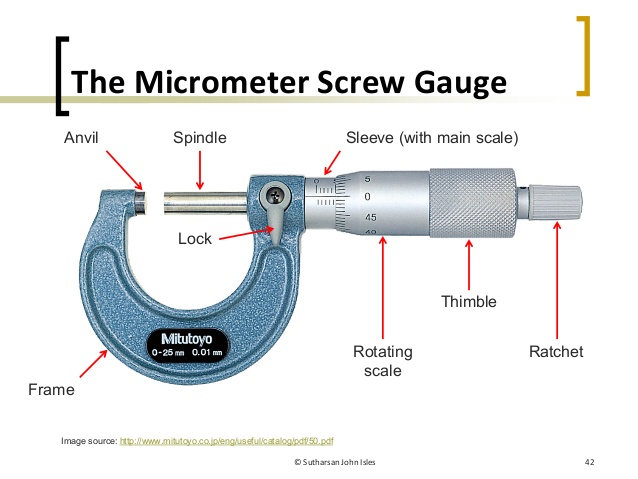 The Micrometer Screw Gauge
Anvil
Spindle
Sleeve (with main scale)
0
5
5
0
45
40
Lock
Thimble
Mitutoyo
0-25 mm 0.01 mm
Rotating
scale
Ratchet
Frame
Image source: http://www.mitutoyo.co.jp/eng/useful/catalog/pdf/50.pdf
© Sutharsan John Isles
42